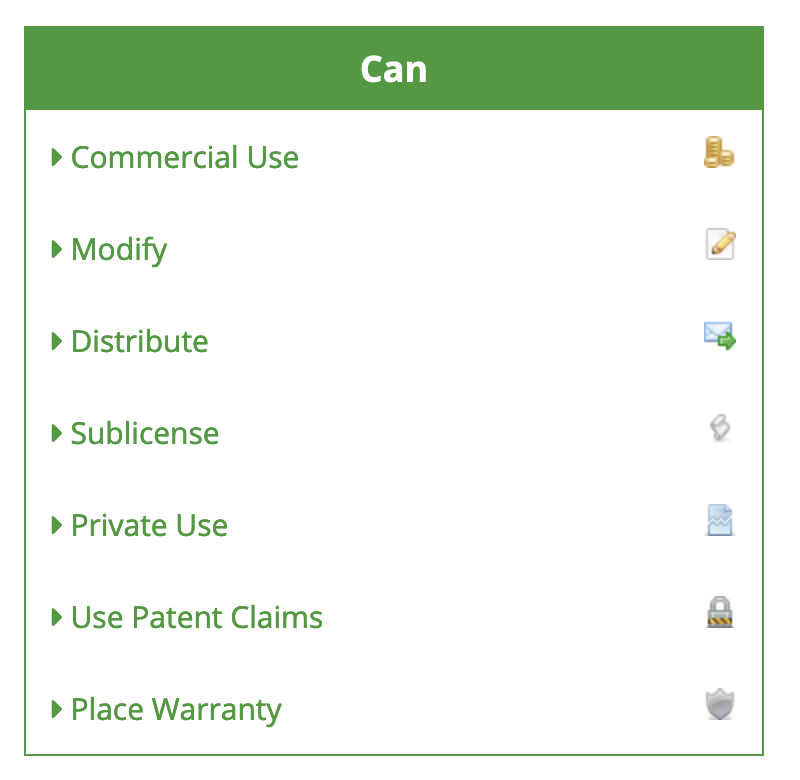 Can
Commercial Use
Modify
Distribute
Sublicense
Private Use
Use Patent Claims
Place Warranty